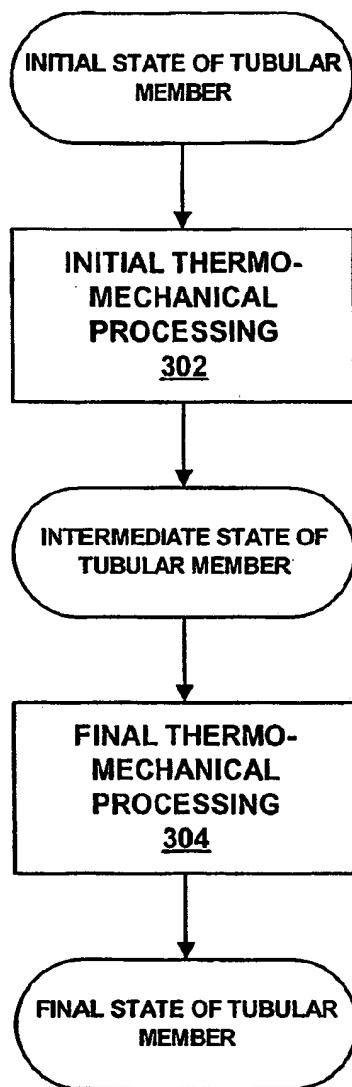 INITIAL STATE OF TUBULAR
MEMBER
INITIAL THERMO-
MECHANICAL
PROCESSING
302
INTERMEDIATE STATE OF
TUBULAR MEMBER
FINAL THERMO-
MECHANICAL
PROCESSING
304
FINAL STATE OF TUBULAR
MEMBER